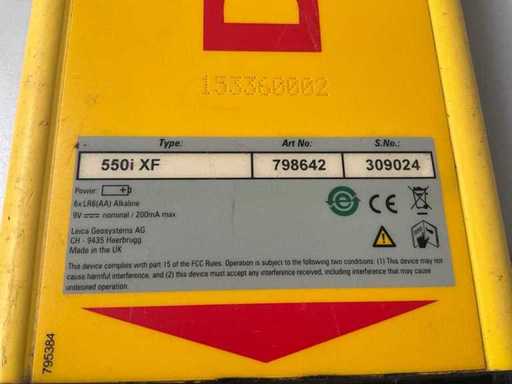 D
153360002
Type: Art No: S.No.:
550i XF 798642 309024
Power:
6xLR6(AA) Alkaline
9V nominal / 200mA max
Leica Geosystems AG
CH - 9435 Heerbrugg
Made in the UK
CE
This device complies with part 15 of the FCC Rules. Operation is subject to the following two conditions: (1) This device may not
cause harmful interference, and (2) this device must accept any interference received, including interference that may cause
undesired operation.
795384